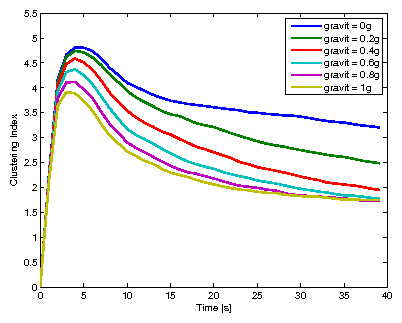 5.5
5
4.5
4
3.5
3
2.5
2
1.5
1
0.5
0
Clustering Index
gravit = 0g
gravit = 0.2g
gravit = 0.4g
gravit = 0.6g
gravit = 0.8g
gravit = 1g
0 5 10 15 20 25 30 35 40
Time [s]